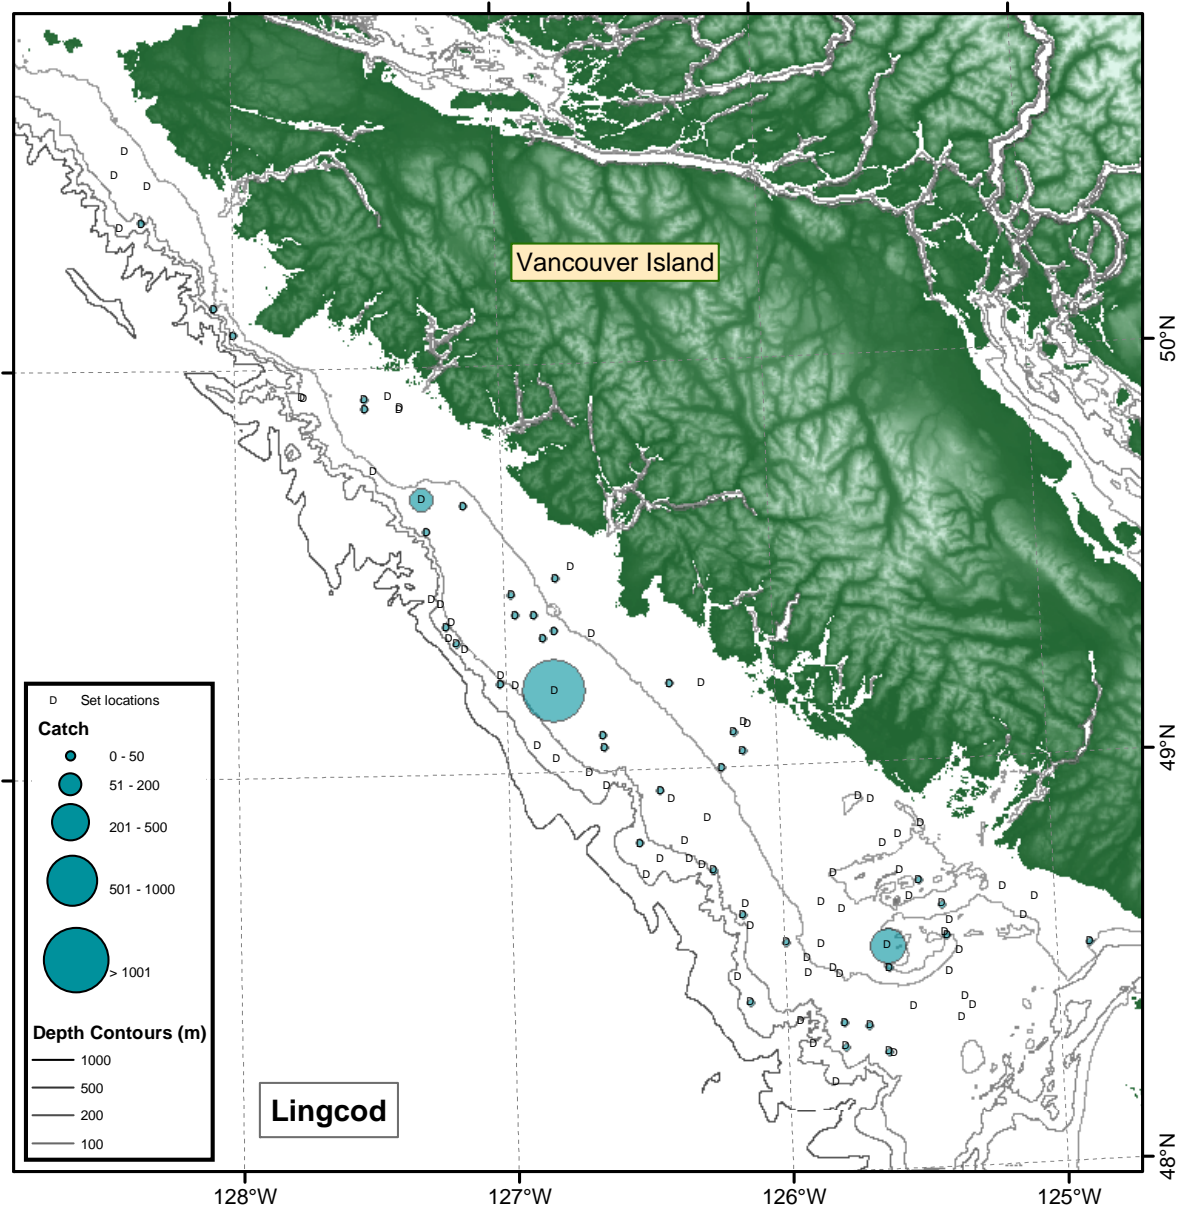 Vancouver Island
50°N
49°N
48°N
D Set locations
Catch
0 - 50
51 - 200
201 - 500
501 - 1000
> 1001
Depth Contours (m)
1000
500
200
100
Lingcod
128°W
127°W
126°W
125°W